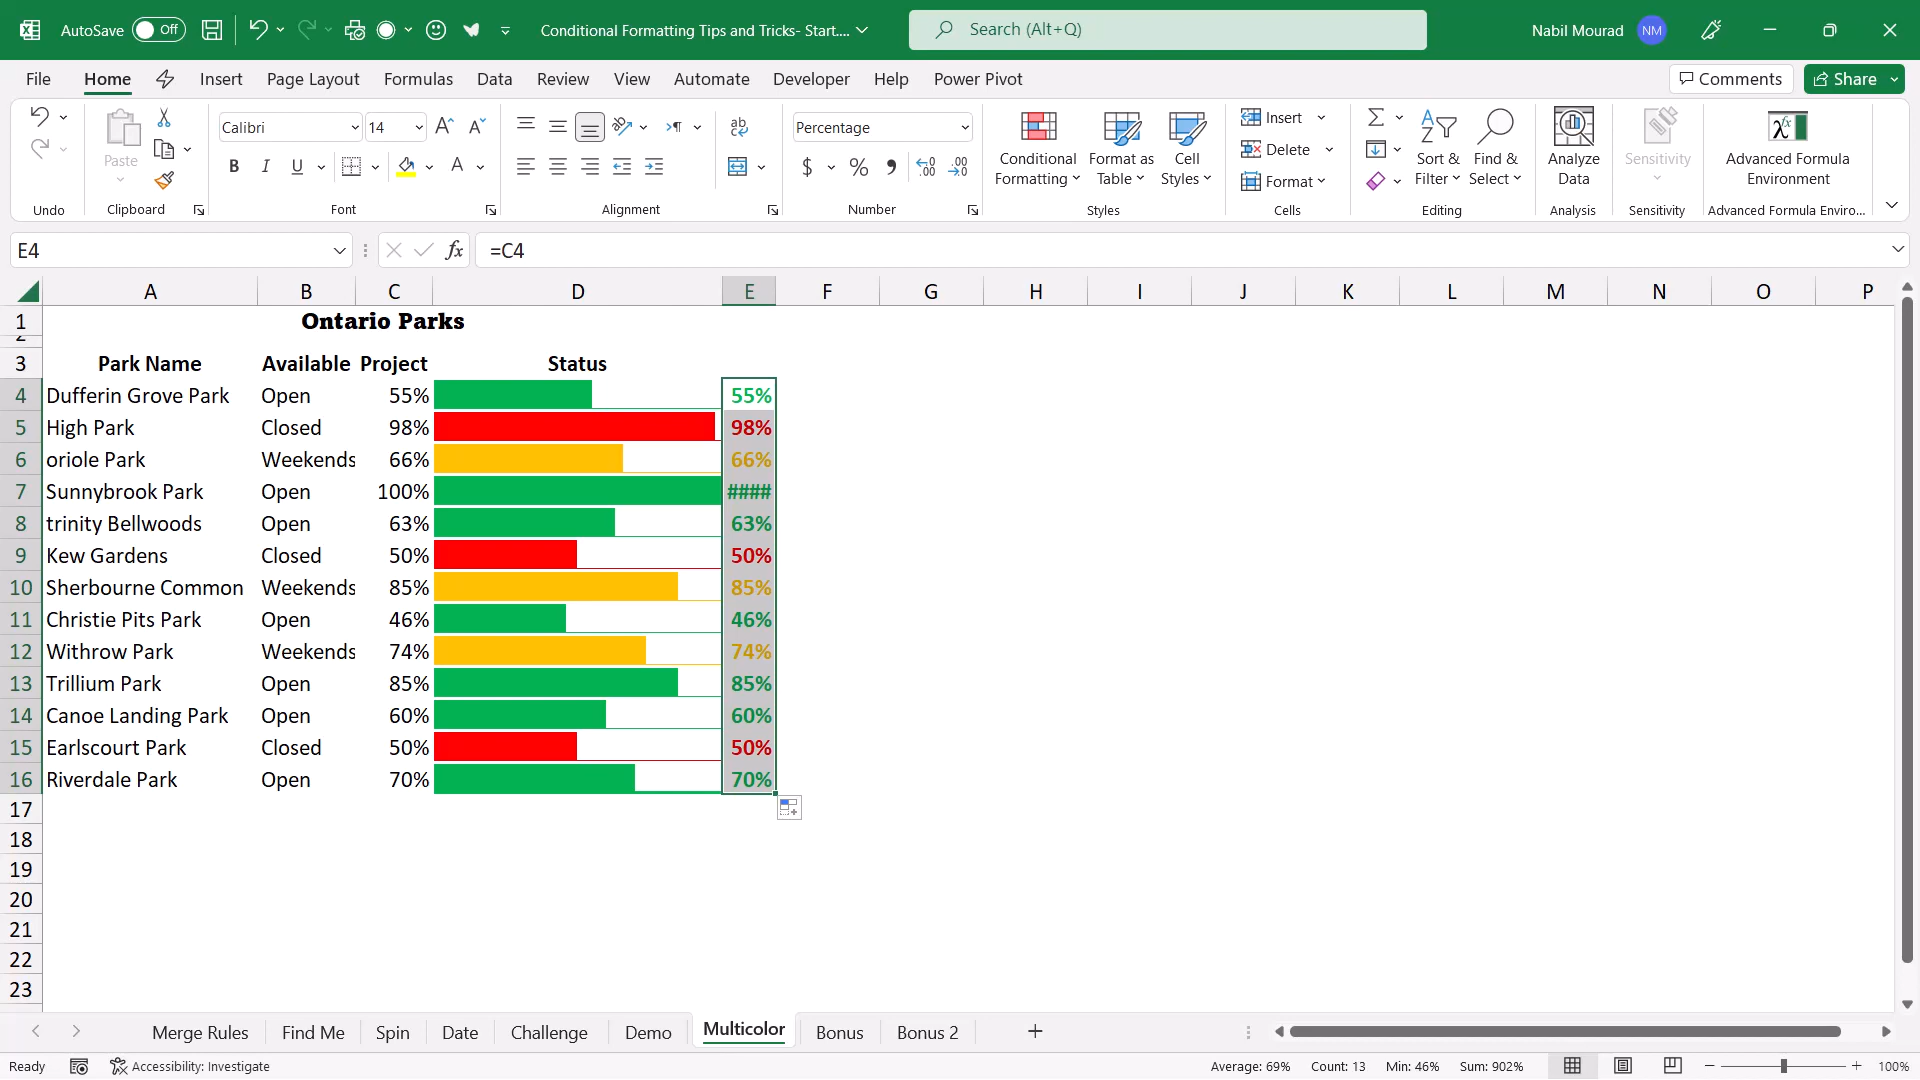 AutoSave Off Conditional Formatting Tips and Tricks- Start.... Search (Alt+Q) Nabil Mourad NM
File Home Insert Page Layout Formulas Data Review View Automate Developer Help Power Pivot Comments Share
Calibri 14 Percentage Insert
Paste Conditional Formatting Format as Table Cell Styles Delete Sort & Filter Find & Select Analyze Data Sensitivity Advanced Formula Environment
B I U A $ % Format
Undo Clipboard Font Alignment Number Styles Cells Editing Analysis Sensitivity Advanced Formula Enviro...
E4 fx =C4
A B C D E F G H I J K L M N O P
1 Ontario Parks
2
3 Park Name Available Project Status
4 Dufferin Grove Park Open 55% 55%
5 High Park Closed 98% 98%
6 oriole Park Weekends 66% 66%
7 Sunnybrook Park Open 100% ####
8 trinity Bellwoods Open 63% 63%
9 Kew Gardens Closed 50% 50%
10 Sherbourne Common Weekends 85% 85%
11 Christie Pits Park Open 46% 46%
12 Withrow Park Weekends 74% 74%
13 Trillium Park Open 85% 85%
14 Canoe Landing Park Open 60% 60%
15 Earlscourt Park Closed 50% 50%
16 Riverdale Park Open 70% 70%
17
18
19
20
21
22
23
Merge Rules Find Me Spin Date Challenge Demo Multicolor Bonus Bonus 2
Ready Accessibility: Investigate Average: 69% Count: 13 Min: 46% Sum: 902% 100%